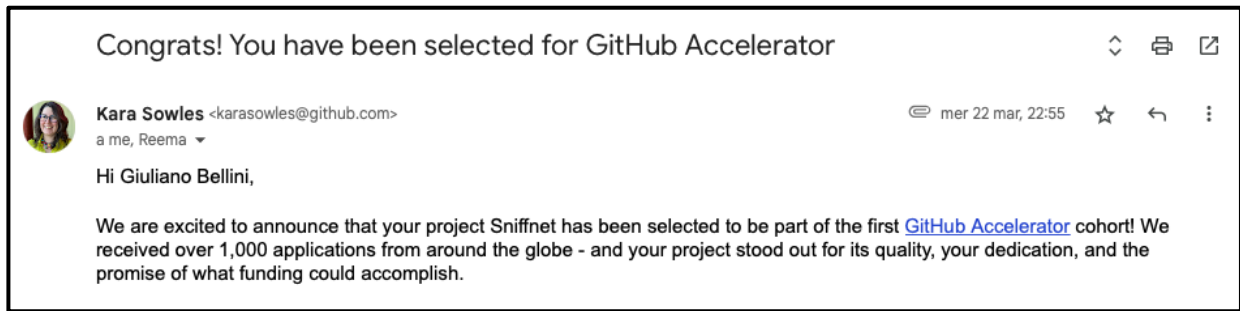 Congrats! You have been selected for GitHub Accelerator
Kara Sowles <karasowles@github.com>
mer 22 mar, 22:55
a me, Reema
Hi Giuliano Bellini,
We are excited to announce that your project Sniffnet has been selected to be part of the first GitHub Accelerator cohort! We
received over 1,000 applications from around the globe - and your project stood out for its quality, your dedication, and the
promise of what funding could accomplish.